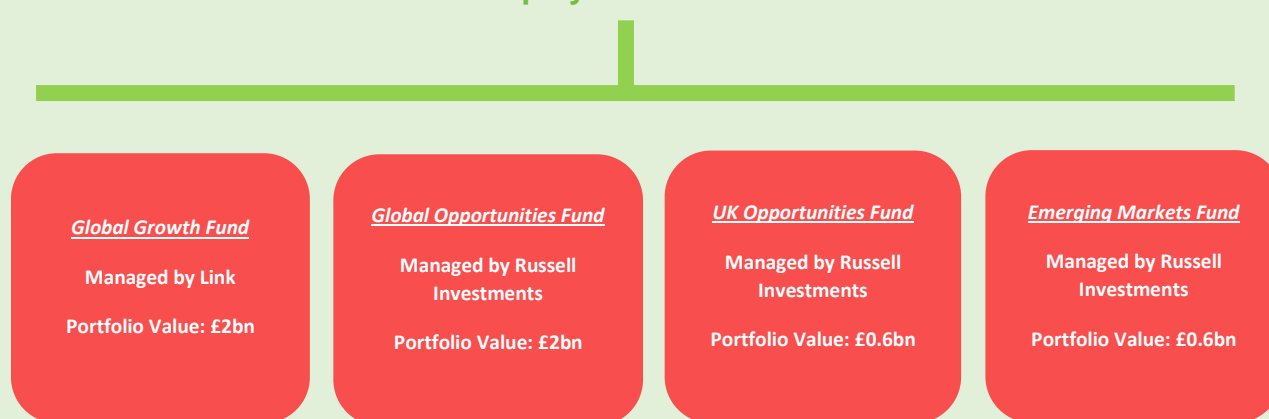 Global Growth Fund
Managed by Link
Portfolio Value: £2bn
Global Opportunities Fund
Managed by Russell
Investments
Portfolio Value: £2bn
UK Opportunities Fund
Managed by Russell
Investments
Portfolio Value: £0.6bn
Emerging Markets Fund
Managed by Russell
Investments
Portfolio Value: £0.6bn